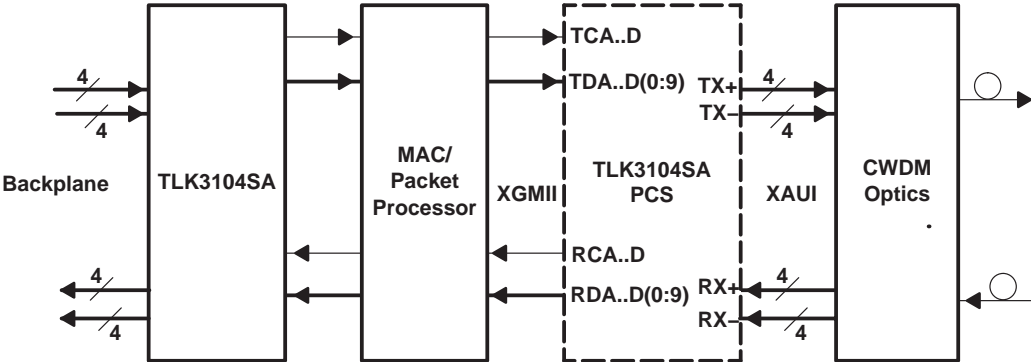 Backplane
4
4
4
4
TLK3104SA
MAC/
Packet
Processor
XGMII
TCA..D
TDA..D(0:9)
TX+
TX–
TLK3104SA
PCS
RCA..D
RDA..D(0:9)
RX+
RX–
4
4
XAUI
4
4
CWDM
Optics